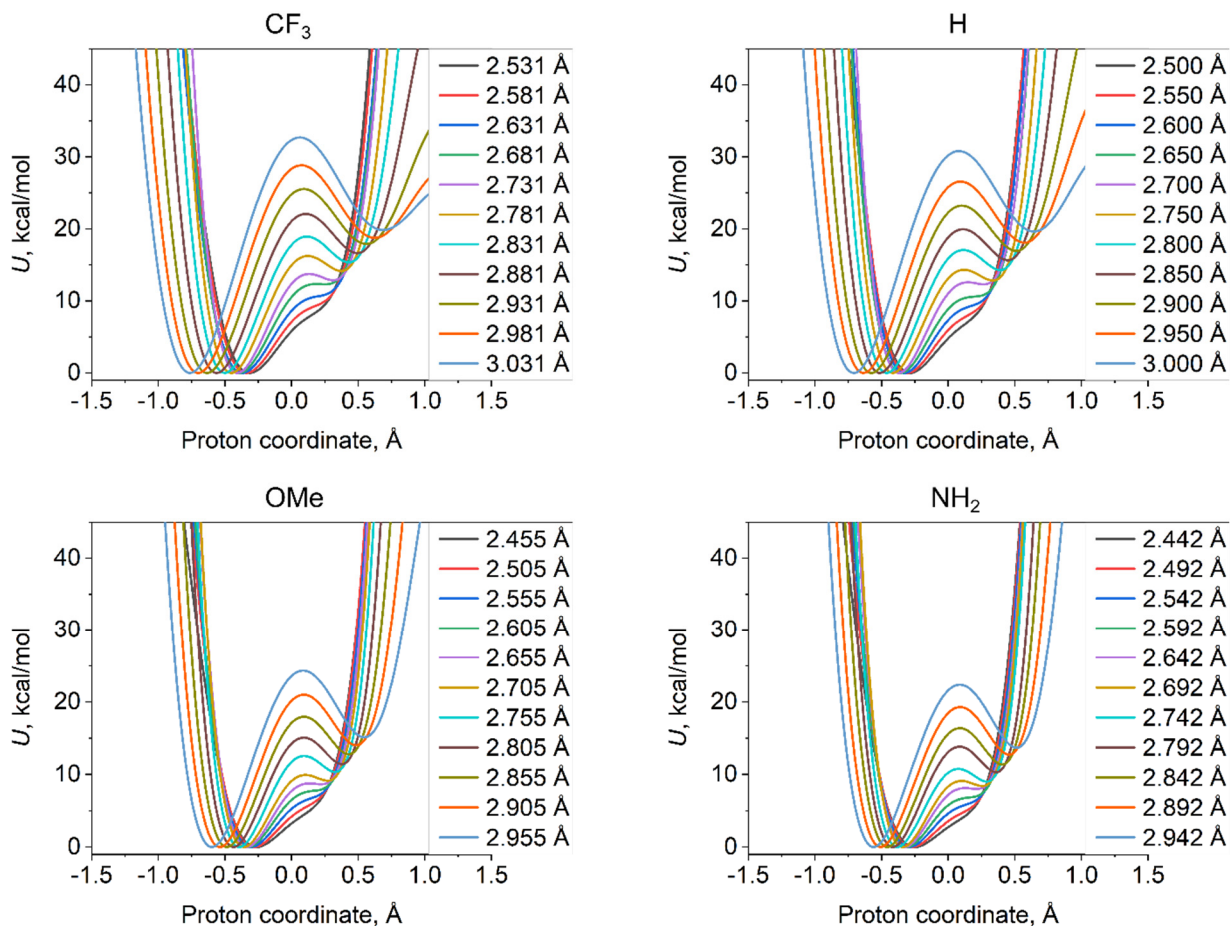 CF₃
U, kcal/mol
40
30
20
10
0
-1.5 -1.0 -0.5 0.0 0.5 1.0 1.5
Proton coordinate, Å
2.531 Å
2.581 Å
2.631 Å
2.681 Å
2.731 Å
2.781 Å
2.831 Å
2.881 Å
2.931 Å
2.981 Å
3.031 Å
H
U, kcal/mol
40
30
20
10
0
-1.5 -1.0 -0.5 0.0 0.5 1.0 1.5
Proton coordinate, Å
2.500 Å
2.550 Å
2.600 Å
2.650 Å
2.700 Å
2.750 Å
2.800 Å
2.850 Å
2.900 Å
2.950 Å
3.000 Å
OMe
U, kcal/mol
40
30
20
10
0
-1.5 -1.0 -0.5 0.0 0.5 1.0 1.5
Proton coordinate, Å
2.455 Å
2.505 Å
2.555 Å
2.605 Å
2.655 Å
2.705 Å
2.755 Å
2.805 Å
2.855 Å
2.905 Å
2.955 Å
NH₂
U, kcal/mol
40
30
20
10
0
-1.5 -1.0 -0.5 0.0 0.5 1.0 1.5
Proton coordinate, Å
2.442 Å
2.492 Å
2.542 Å
2.592 Å
2.642 Å
2.692 Å
2.742 Å
2.792 Å
2.842 Å
2.892 Å
2.942 Å